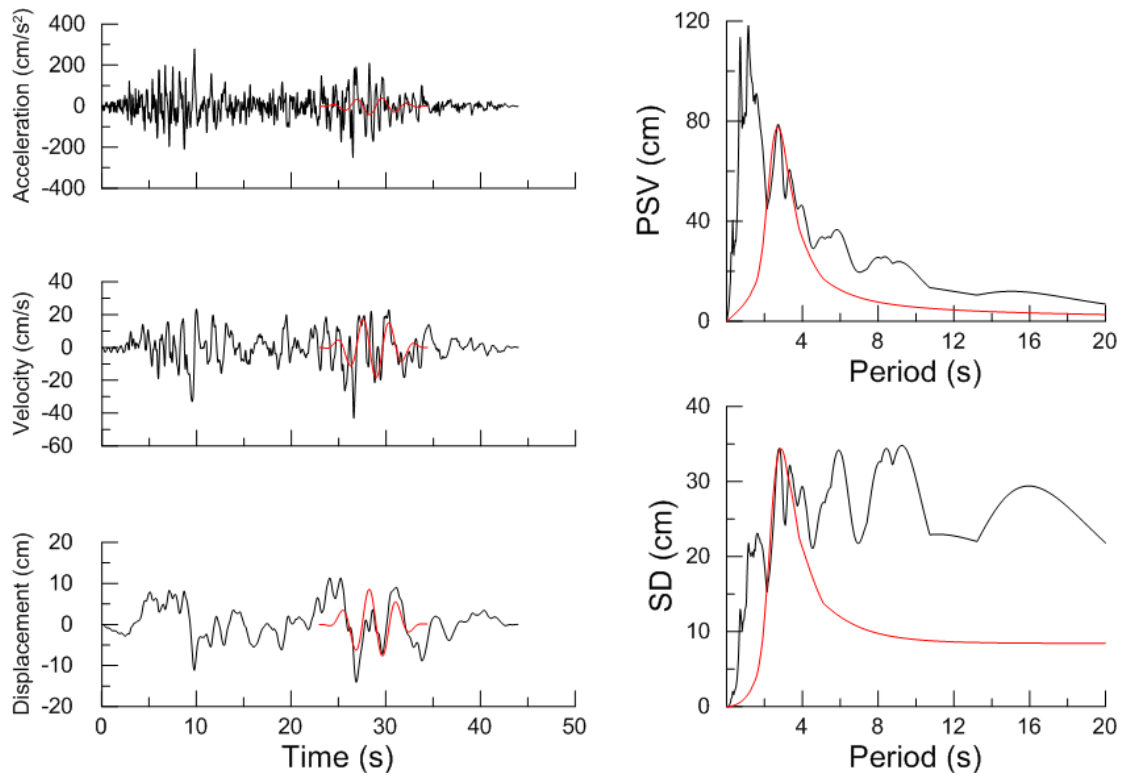 Acceleration (cm/s²)
400
200
0
-200
-400
Velocity (cm/s)
40
20
0
-20
-40
-60
Displacement (cm)
20
10
0
-10
-20
0 10 20 30 40 50
Time (s)
PSV (cm)
120
80
40
0
4 8 12 16 20
Period (s)
SD (cm)
40
30
20
10
0
4 8 12 16 20
Period (s)